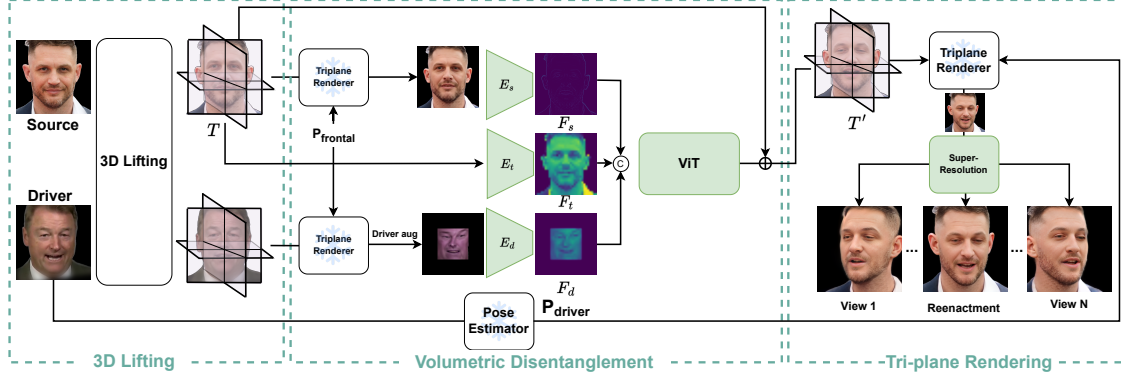 Source
Driver
3D Lifting
T
Triplane
Renderer
P_frontal
Triplane
Renderer
Driver aug
E_s
F_s
E_t
F_t
E_d
F_d
C
ViT
Pose
Estimator
P_driver
T'
Triplane
Renderer
Super-
Resolution
...
...
View 1
Reenactment
View N
3D Lifting
Volumetric Disentanglement
Tri-plane Rendering